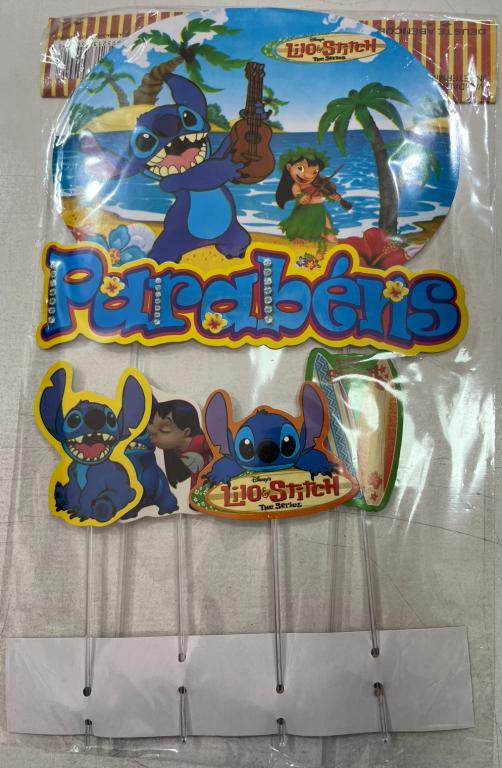 Disney's
LILO & STITCH
THE SERIES
Parabéns
Disney's
LILO & STITCH
THE SERIES